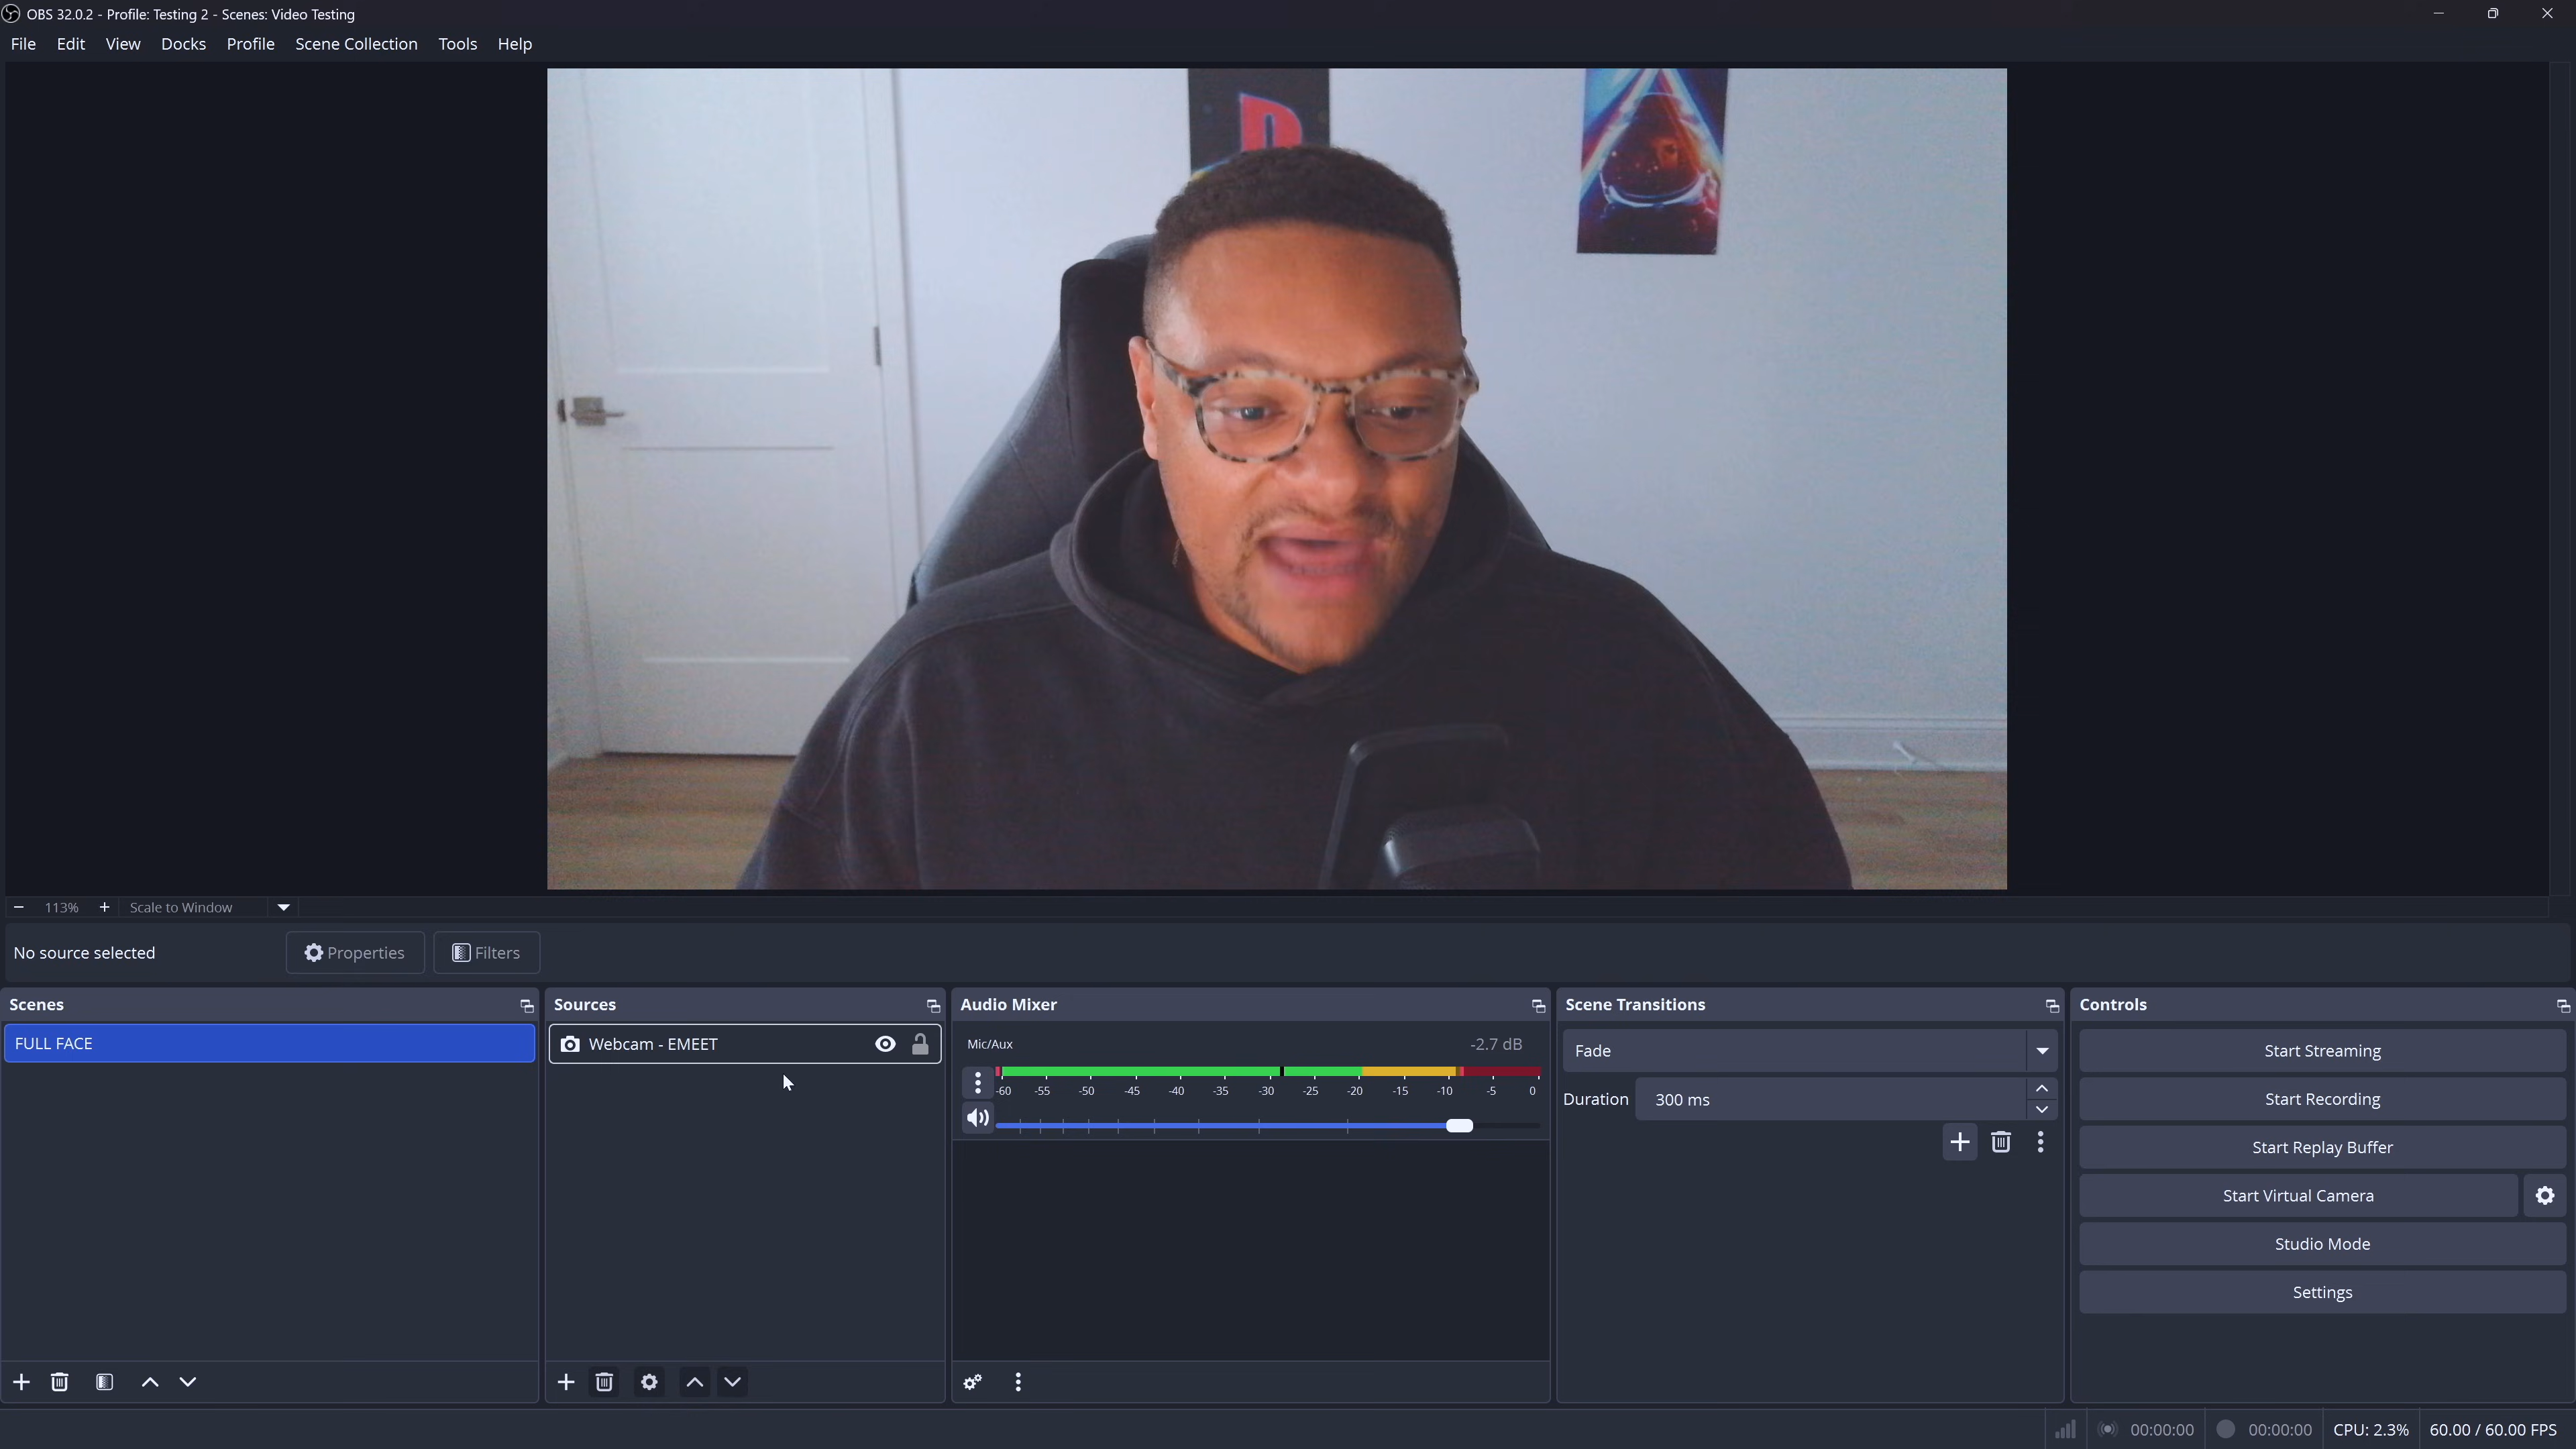 OBS 32.0.2 - Profile: Testing 2 - Scenes: Video Testing
File Edit View Docks Profile Scene Collection Tools Help
113% Scale to Window
No source selected Properties Filters
Scenes
FULL FACE
Sources
Webcam - EMEET
Audio Mixer
Mic/Aux -2.7 dB
-60 -55 -50 -45 -40 -35 -30 -25 -20 -15 -10 -5 0
Scene Transitions
Fade
Duration 300 ms
Controls
Start Streaming
Start Recording
Start Replay Buffer
Start Virtual Camera
Studio Mode
Settings
00:00:00 00:00:00 CPU: 2.3% 60.00 / 60.00 FPS